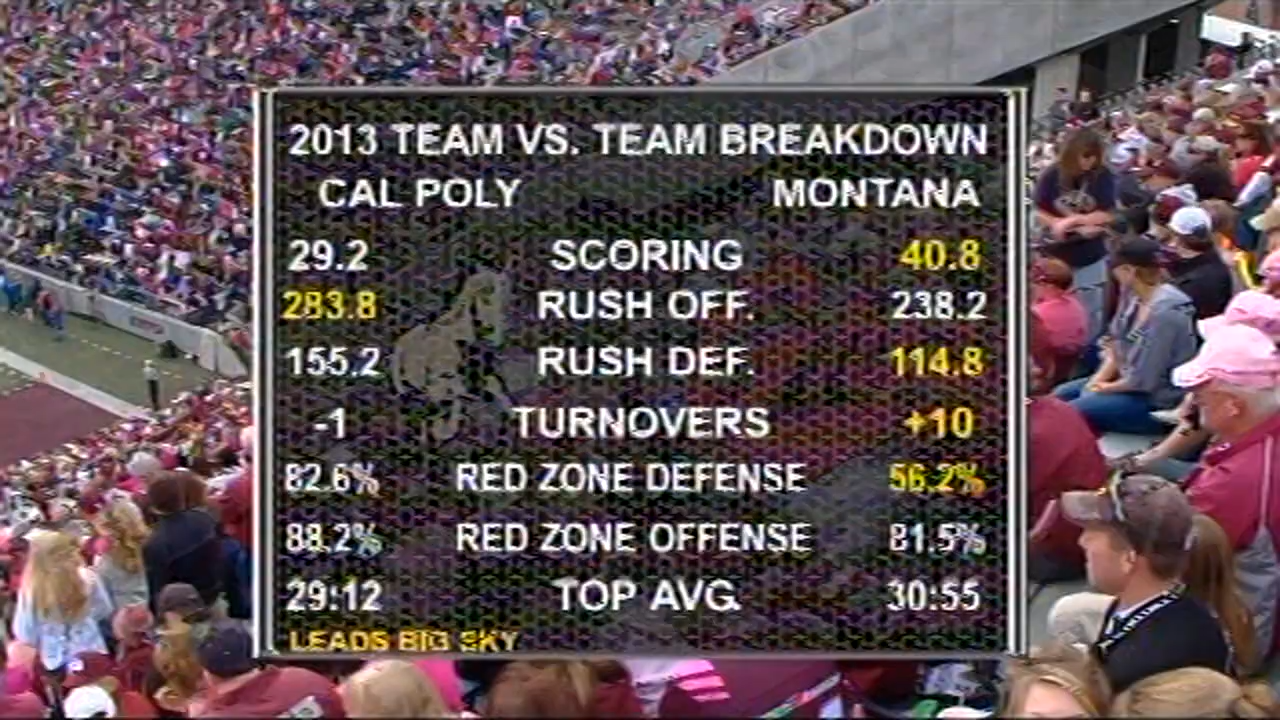 2013 TEAM VS. TEAM BREAKDOWN
CAL POLY MONTANA
29.2 SCORING 40.8
283.8 RUSH OFF. 238.2
155.2 RUSH DEF. 114.8
-1 TURNOVERS +10
82.6% RED ZONE DEFENSE 56.2%
88.2% RED ZONE OFFENSE 81.5%
29:12 TOP AVG. 30:55
LEADS BIG SKY